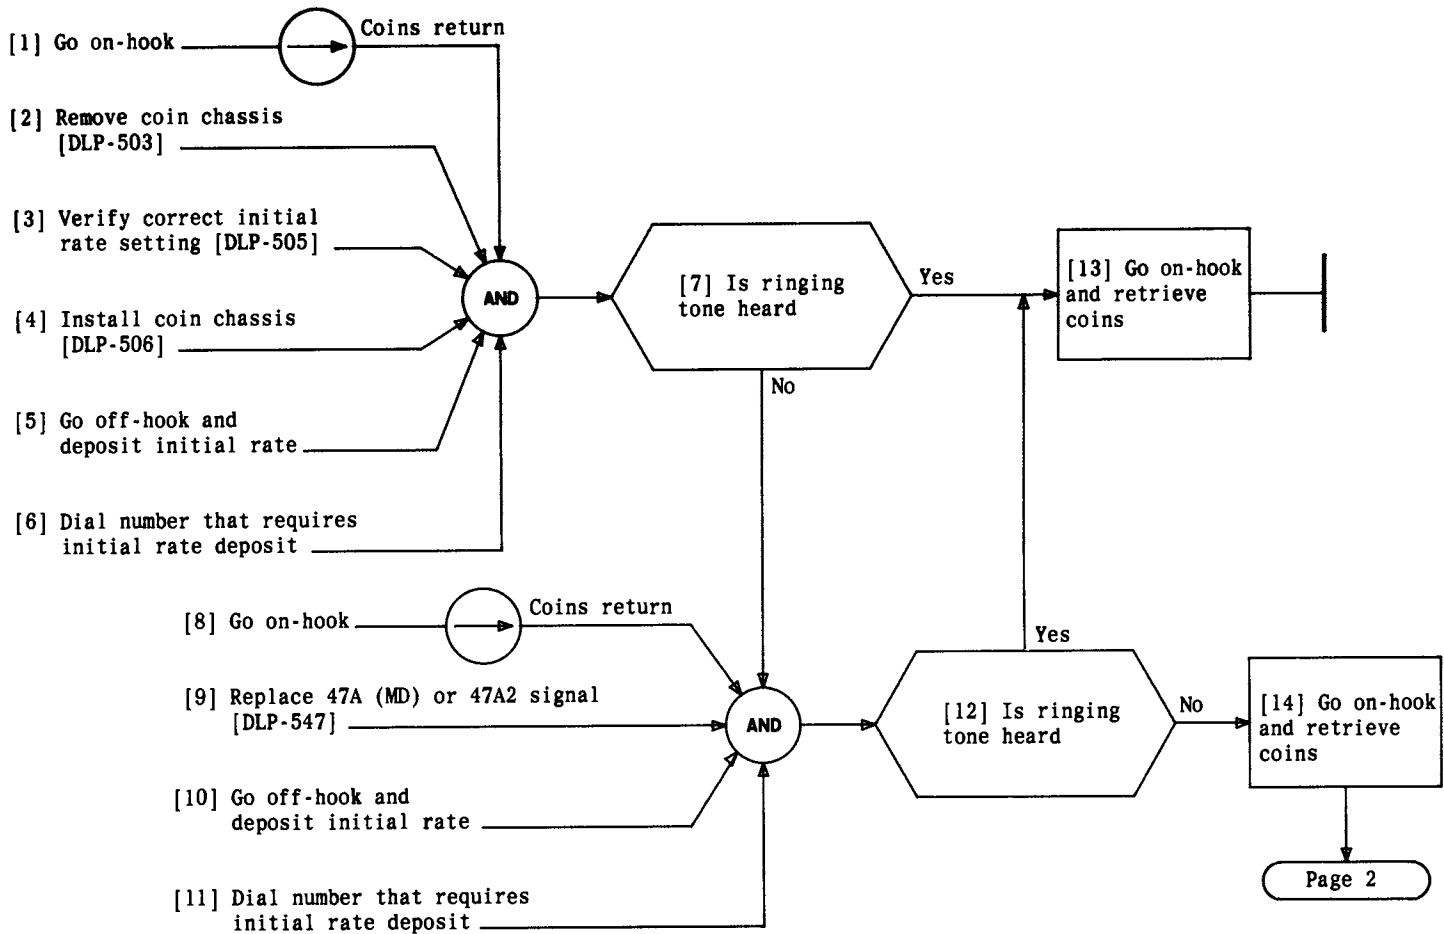 [1] Go on-hook
Coins return
[2] Remove coin chassis
[DLP-503]
[3] Verify correct initial
rate setting [DLP-505]
[4] Install coin chassis
[DLP-506]
[5] Go off-hook and
deposit initial rate
[6] Dial number that requires
initial rate deposit
AND
[7] Is ringing
tone heard
Yes
No
[13] Go on-hook
and retrieve
coins
[8] Go on-hook
Coins return
[9] Replace 47A (MD) or 47A2 signal
[DLP-547]
[10] Go off-hook and
deposit initial rate
[11] Dial number that requires
initial rate deposit
AND
[12] Is ringing
tone heard
Yes
No
[14] Go on-hook
and retrieve
coins
Page 2